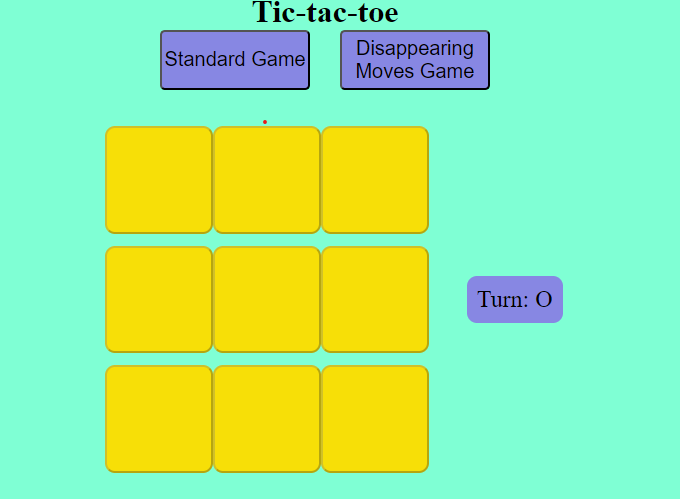 Tic-tac-toe
Standard Game
Disappearing
Moves Game
Turn: O